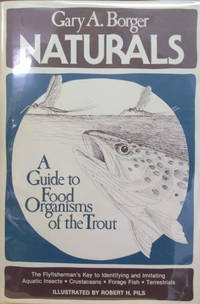 Gary A. Borger
NATURALS
A
Guide to
Food
Organisms
of the Trout
The Flyfisherman's Key to Identifying and Imitating
Aquatic Insects • Crustaceans • Forage Fish • Terrestrials
ILLUSTRATED BY ROBERT H. PILS